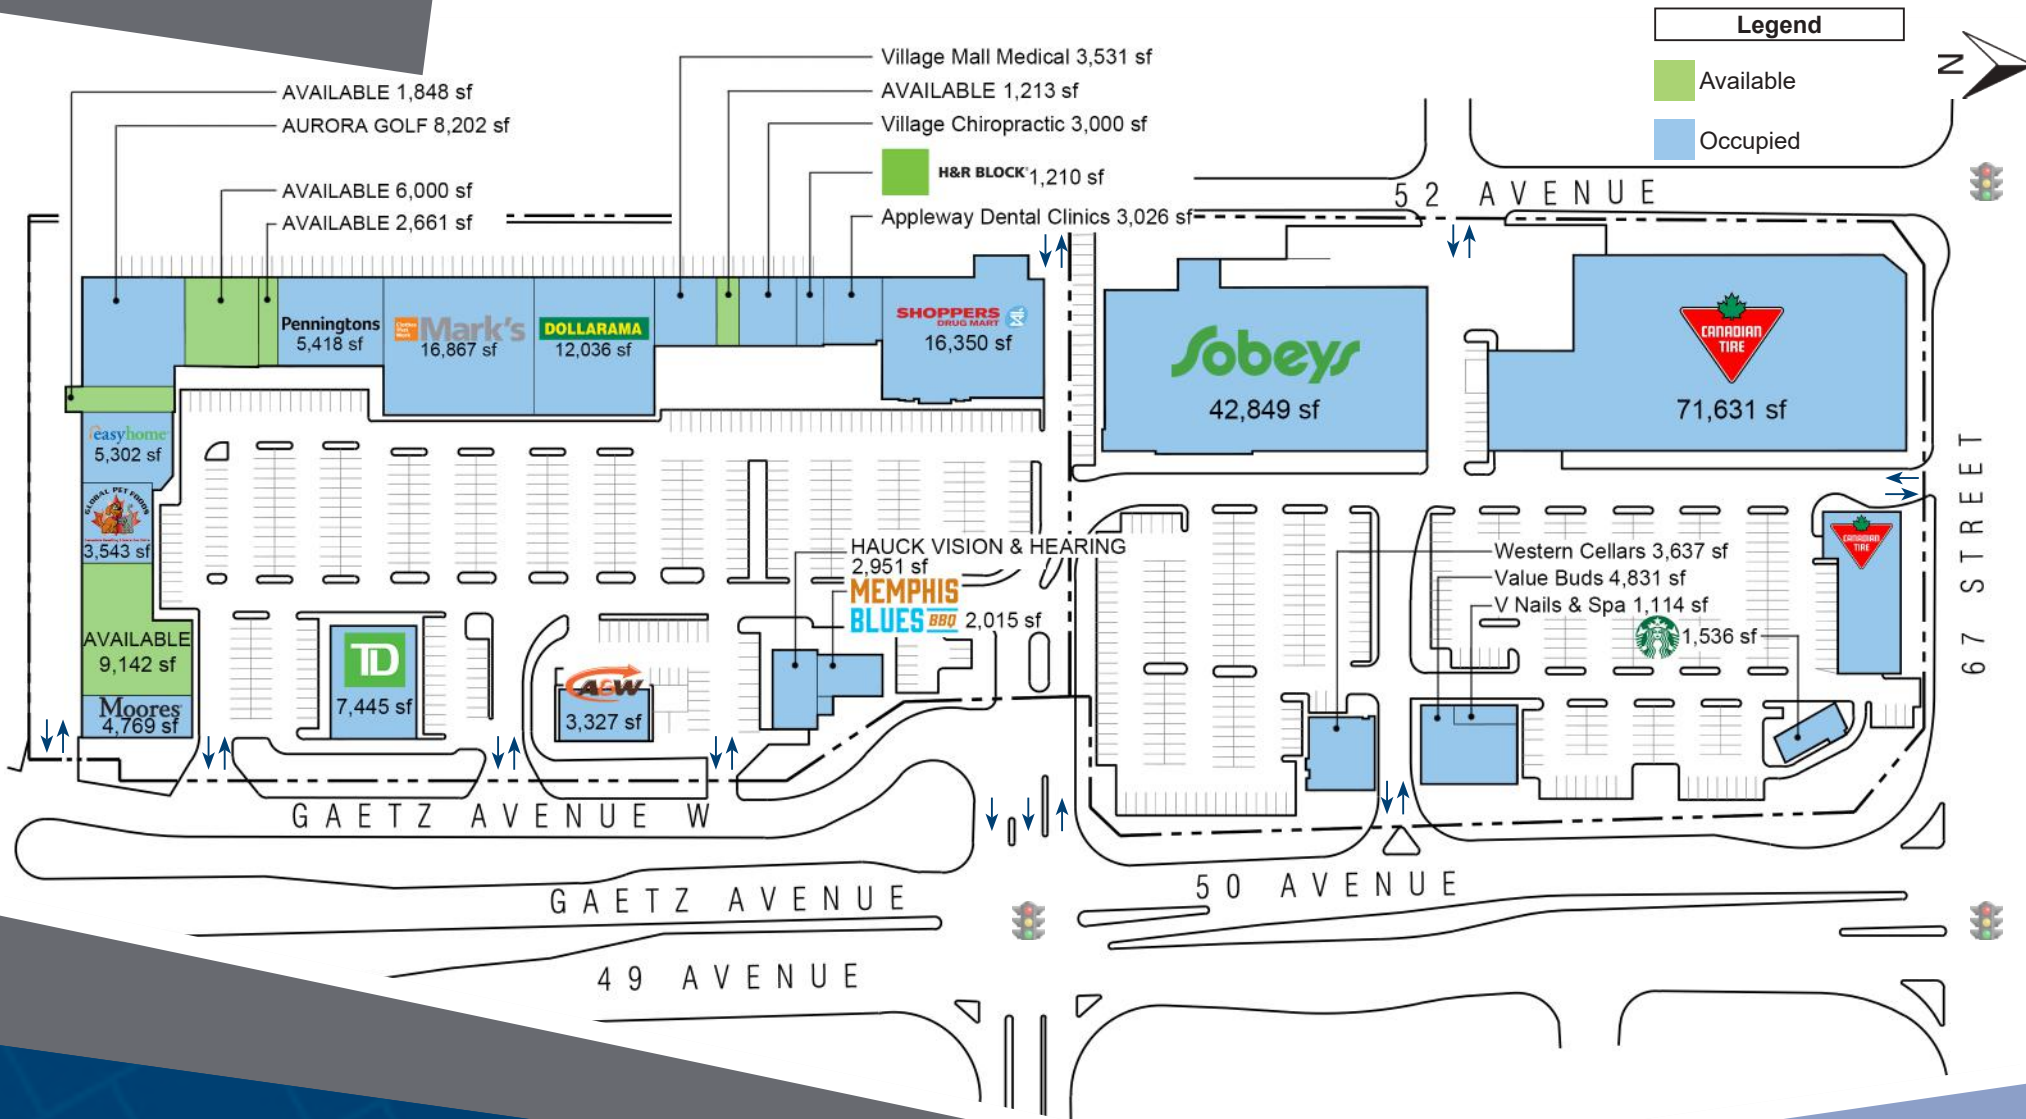 Legend
Available
Occupied
N
AVAILABLE 1,848 sf
AURORA GOLF 8,202 sf
AVAILABLE 6,000 sf
AVAILABLE 2,661 sf
Village Mall Medical 3,531 sf
AVAILABLE 1,213 sf
Village Chiropractic 3,000 sf
H&R BLOCK 1,210 sf
Appleway Dental Clinics 3,026 sf
52 AVENUE
Penningtons
5,418 sf
Mark's
16,867 sf
DOLLARAMA
12,036 sf
SHOPPERS
DRUG MART
16,350 sf
Sobeys
42,849 sf
CANADIAN
TIRE
71,631 sf
easyhome
5,302 sf
GLOBAL PET FOODS
3,543 sf
AVAILABLE
9,142 sf
Moores
4,769 sf
TD
7,445 sf
A&W
3,327 sf
HAUCK VISION & HEARING
2,951 sf
MEMPHIS
BLUES BBQ 2,015 sf
Western Cellars 3,637 sf
Value Buds 4,831 sf
V Nails & Spa 1,114 sf
1,536 sf
CANADIAN
TIRE
67 STREET
GAETZ AVENUE W
GAETZ AVENUE
50 AVENUE
49 AVENUE